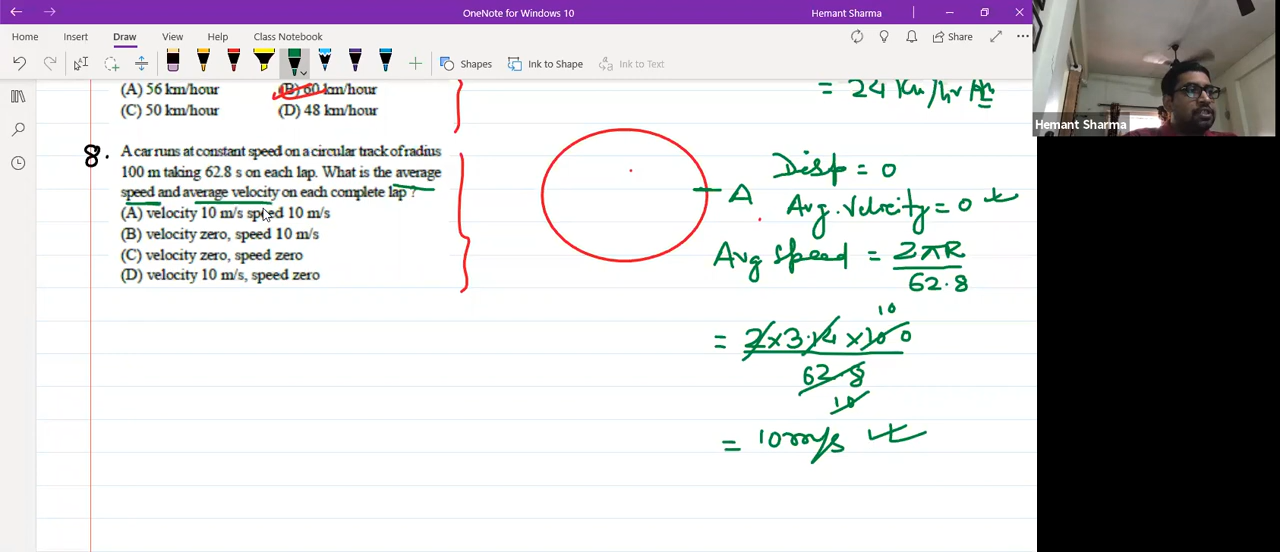 OneNote for Windows 10
Hemant Sharma
Home Insert Draw View Help Class Notebook
Share
Shapes Ink to Shape Ink to Text
(A) 56 km/hour (B) 60 km/hour
(C) 50 km/hour (D) 48 km/hour
= 24 Km/hr
8. A car runs at constant speed on a circular track of radius
100 m taking 62.8 s on each lap. What is the average
speed and average velocity on each complete lap ?
(A) velocity 10 m/s speed 10 m/s
(B) velocity zero, speed 10 m/s
(C) velocity zero, speed zero
(D) velocity 10 m/s, speed zero
A
Disp = 0
Avg. velocity = 0
Avg speed = 2πR
62.8
10
= 2×3.14×100
62.8
10
= 10 m/s
Hemant Sharma